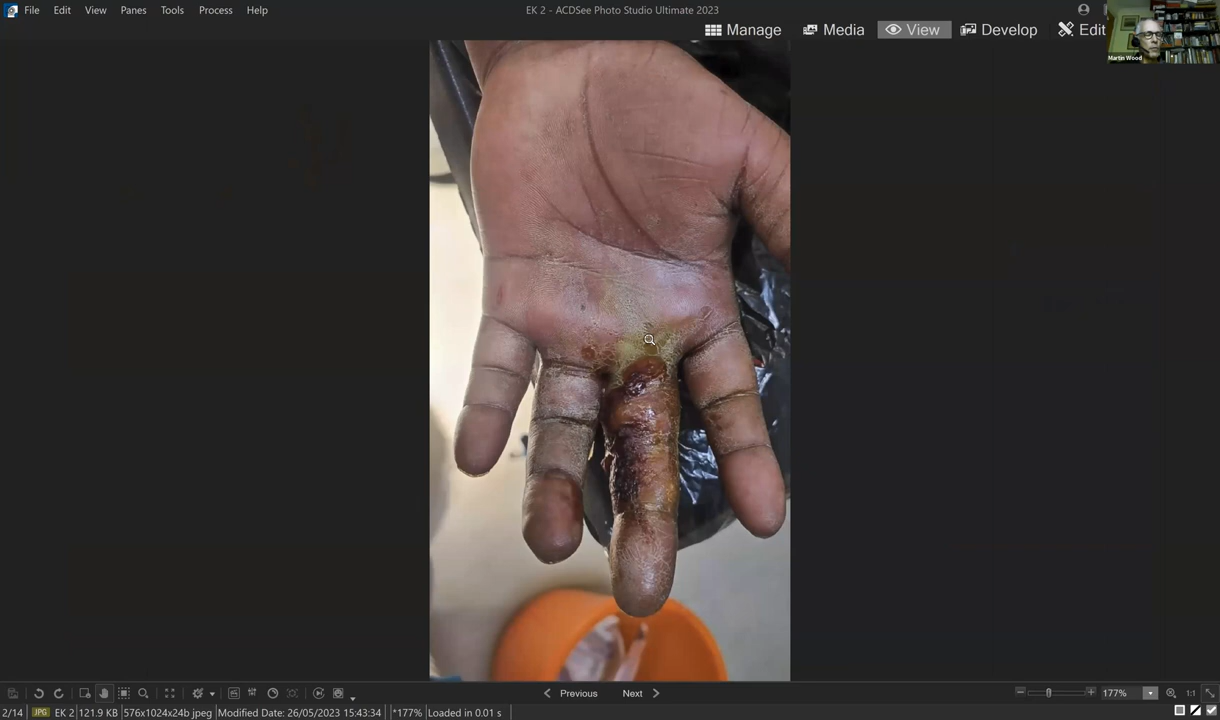 File Edit View Panes Tools Process Help
EK 2 - ACDSee Photo Studio Ultimate 2023
Manage Media View Develop Edit
Martin Wood
Previous Next
177%
1:1
2/14 JPG EK 2 121.9 KB 576x1024x24b jpeg Modified Date: 26/05/2023 15:43:34 *177% Loaded in 0.01 s